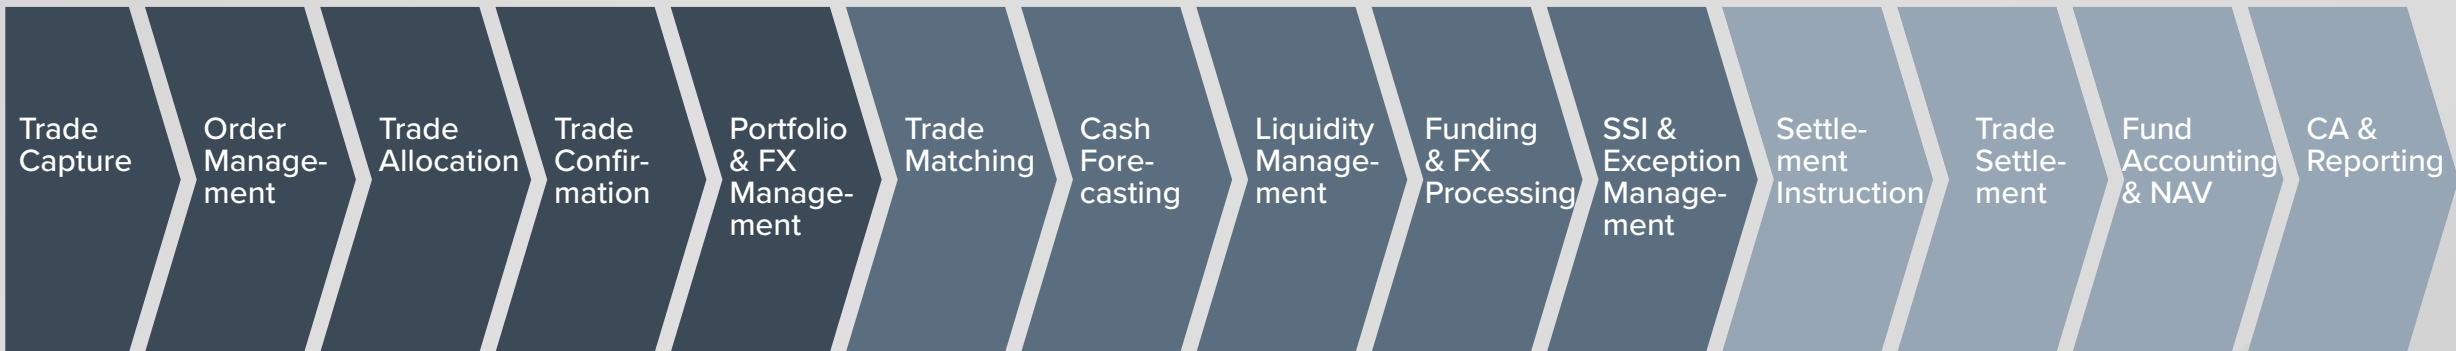 Trade
Capture
Order
Manage-
ment
Trade
Allocation
Trade
Confir-
mation
Portfolio
& FX
Manage-
ment
Trade
Matching
Cash
Fore-
casting
Liquidity
Manage-
ment
Funding
& FX
Processing
SSI &
Exception
Manage-
ment
Settle-
ment
Instruction
Trade
Settle-
ment
Fund
Accounting
& NAV
CA &
Reporting